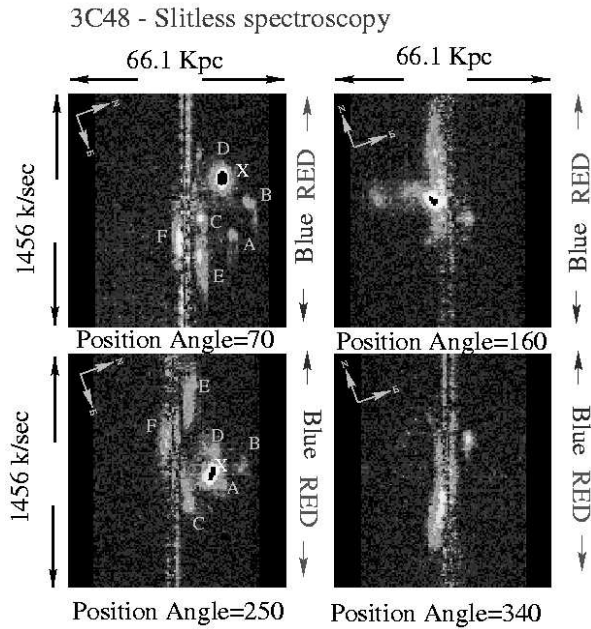 3C48 - Slitless spectroscopy
66.1 Kpc
66.1 Kpc
1456 k/sec
N
E
D
X
B
C
F
A
E
Blue RED
N
E
Blue RED
Position Angle=70
Position Angle=160
1456 k/sec
N
E
E
F
D
B
X
A
C
Blue RED
N
E
Blue RED
Position Angle=250
Position Angle=340